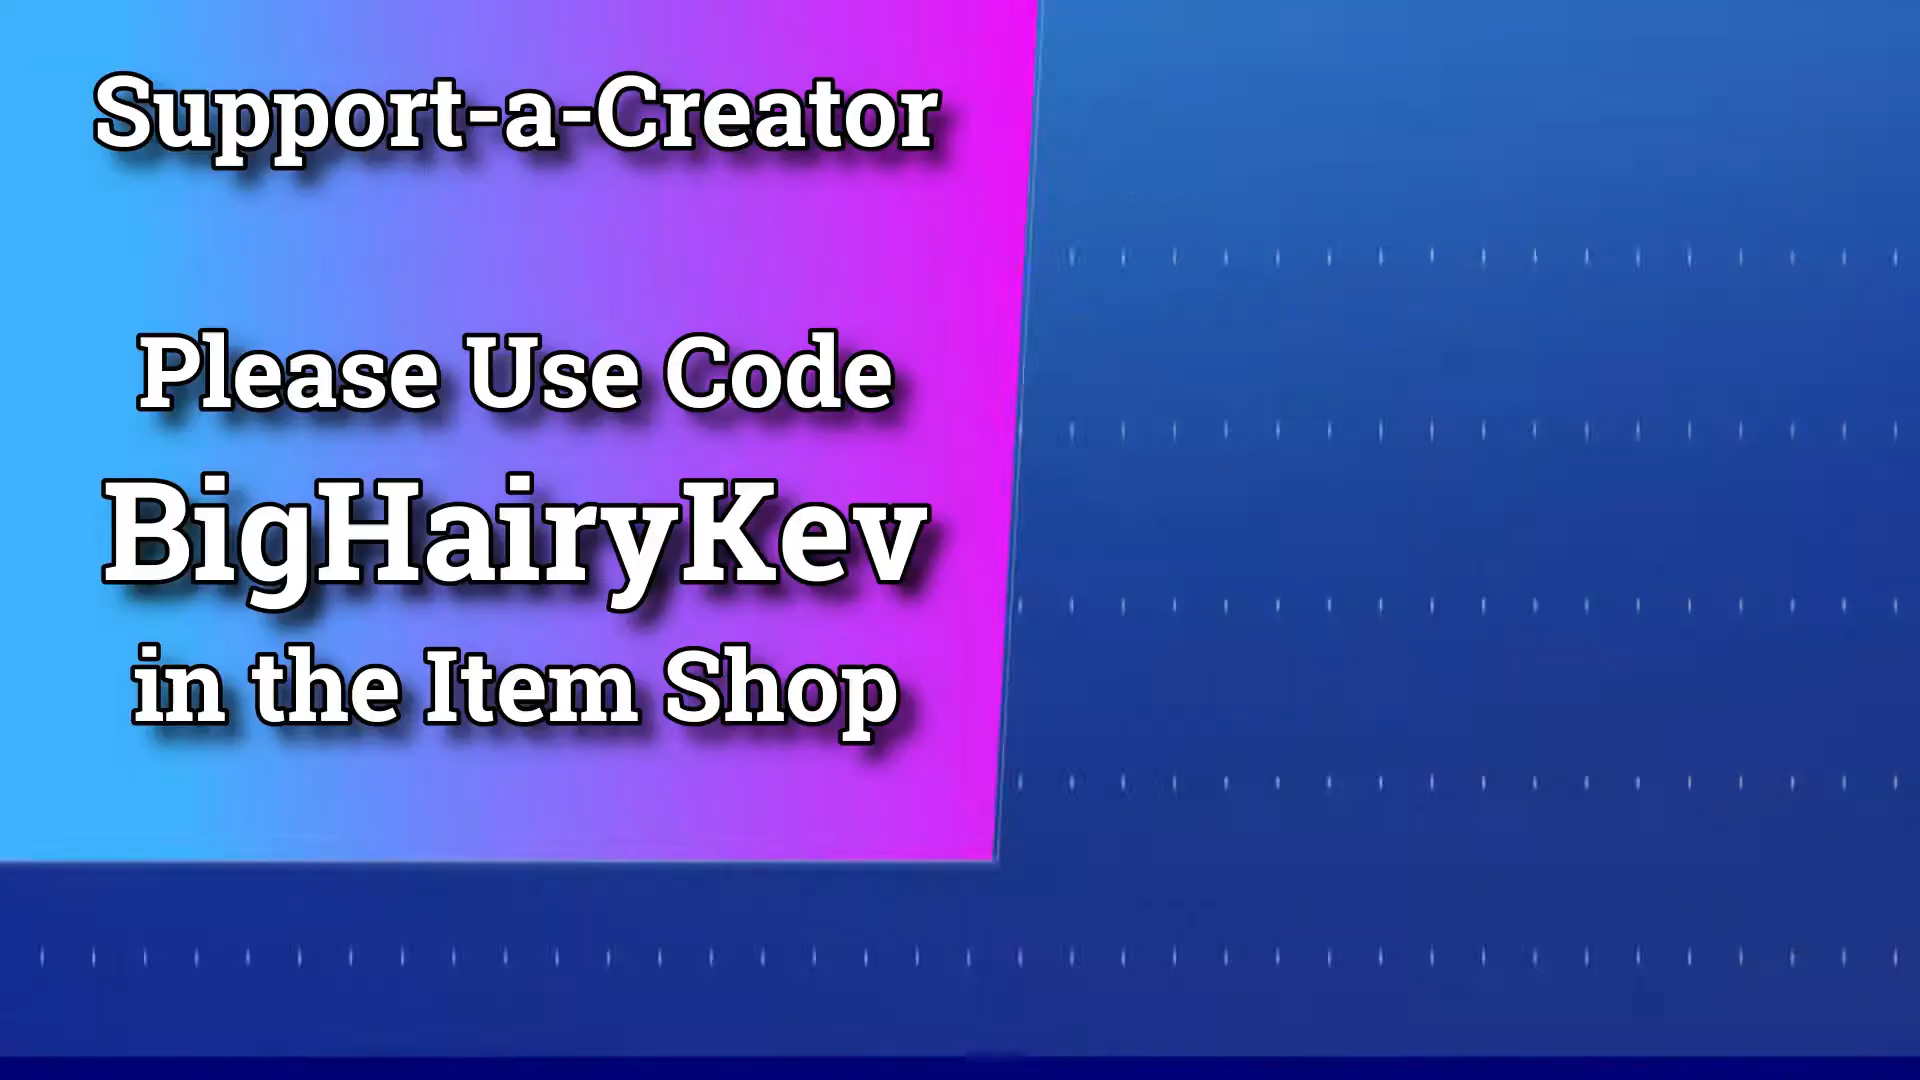 Support-a-Creator
Please Use Code
BigHairyKev
in the Item Shop